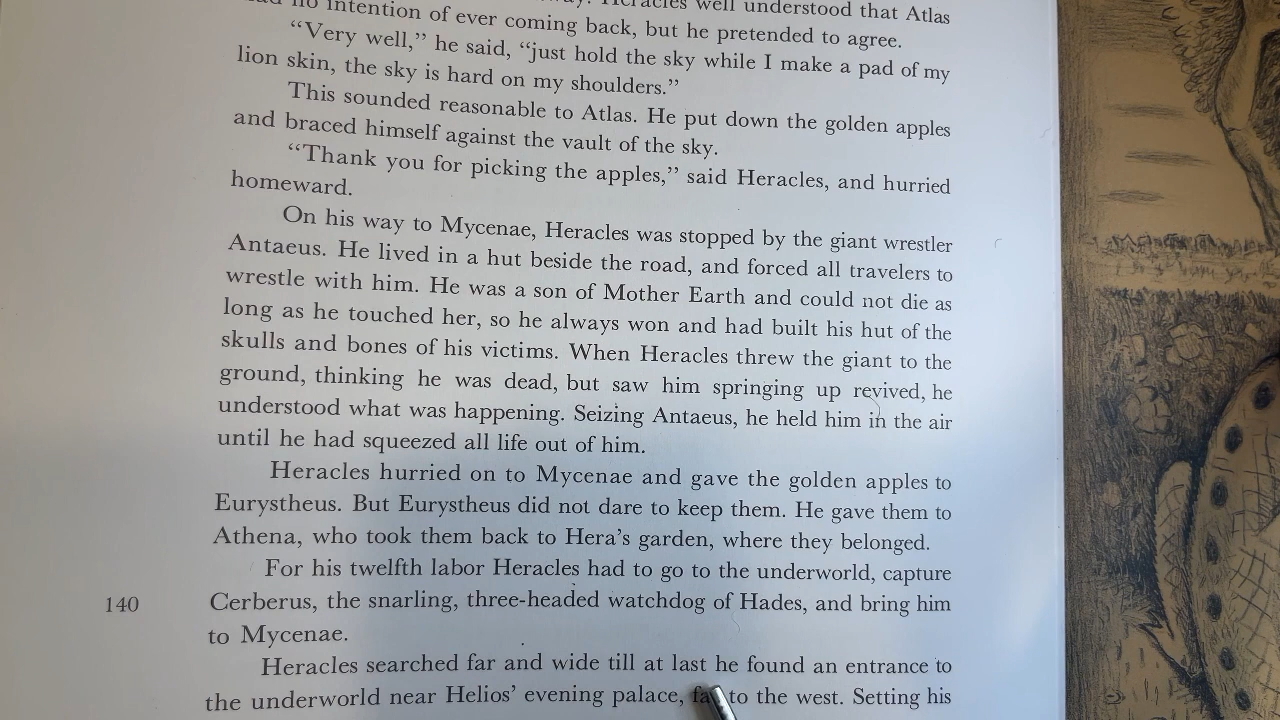 no intention of ever coming back, but he pretended to agree. Heracles well understood that Atlas
“Very well,” he said, “just hold the sky while I make a pad of my
lion skin, the sky is hard on my shoulders.”
This sounded reasonable to Atlas. He put down the golden apples
and braced himself against the vault of the sky.
“Thank you for picking the apples,” said Heracles, and hurried
homeward.
On his way to Mycenae, Heracles was stopped by the giant wrestler
Antaeus. He lived in a hut beside the road, and forced all travelers to
wrestle with him. He was a son of Mother Earth and could not die as
long as he touched her, so he always won and had built his hut of the
skulls and bones of his victims. When Heracles threw the giant to the
ground, thinking he was dead, but saw him springing up revived, he
understood what was happening. Seizing Antaeus, he held him in the air
until he had squeezed all life out of him.
Heracles hurried on to Mycenae and gave the golden apples to
Eurystheus. But Eurystheus did not dare to keep them. He gave them to
Athena, who took them back to Hera’s garden, where they belonged.
For his twelfth labor Heracles had to go to the underworld, capture
140 Cerberus, the snarling, three-headed watchdog of Hades, and bring him
to Mycenae.
Heracles searched far and wide till at last he found an entrance to
the underworld near Helios’ evening palace, far to the west. Setting his